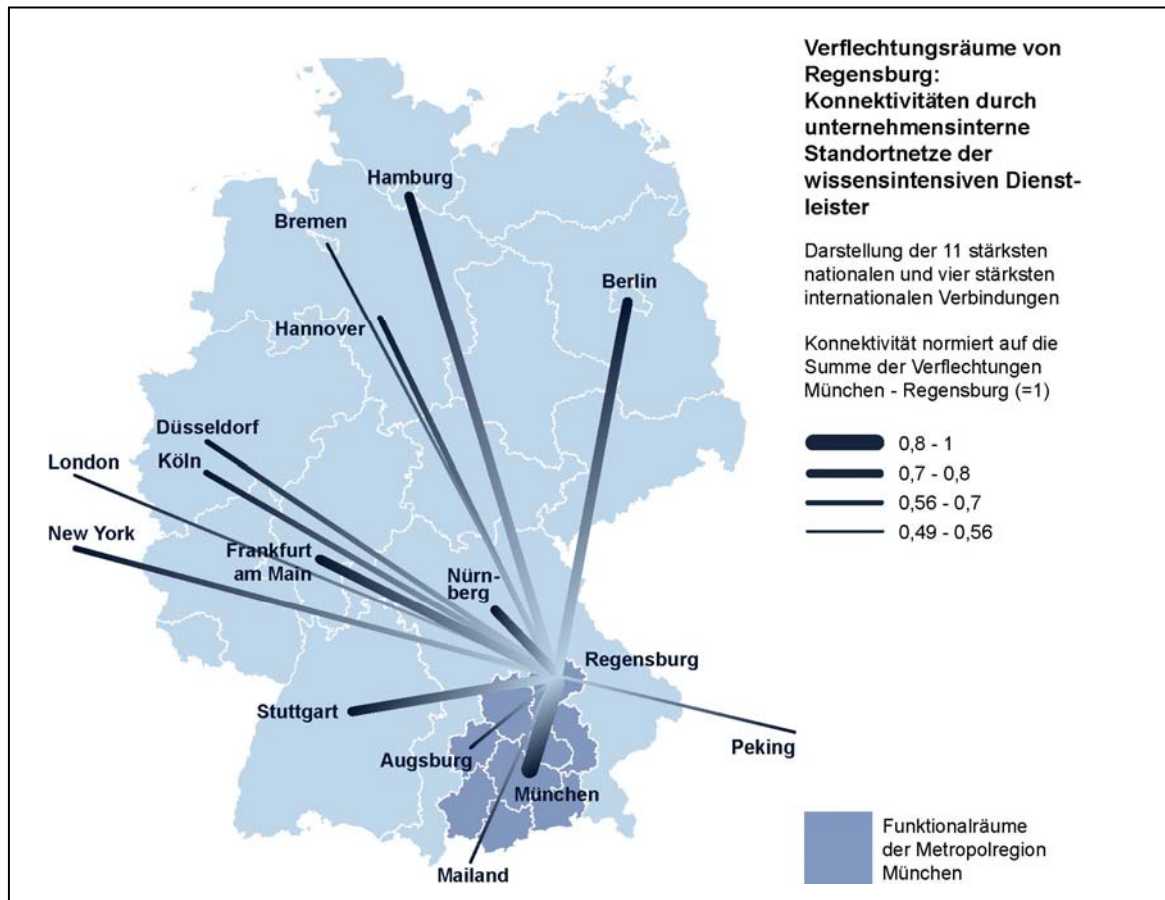 Verflechtungsräume von
Regensburg:
Konnektivitäten durch
unternehmensinterne
Standortnetze der
wissensintensiven Dienst-
leister
Darstellung der 11 stärksten
nationalen und vier stärksten
internationalen Verbindungen
Konnektivität normiert auf die
Summe der Verflechtungen
München - Regensburg (=1)
0,8 - 1
0,7 - 0,8
0,56 - 0,7
0,49 - 0,56
Hamburg
Bremen
Berlin
Hannover
Düsseldorf
Köln
London
New York
Frankfurt
am Main
Nürn-
berg
Regensburg
Stuttgart
Augsburg
Peking
München
Mailand
Funktionalräume
der Metropolregion
München